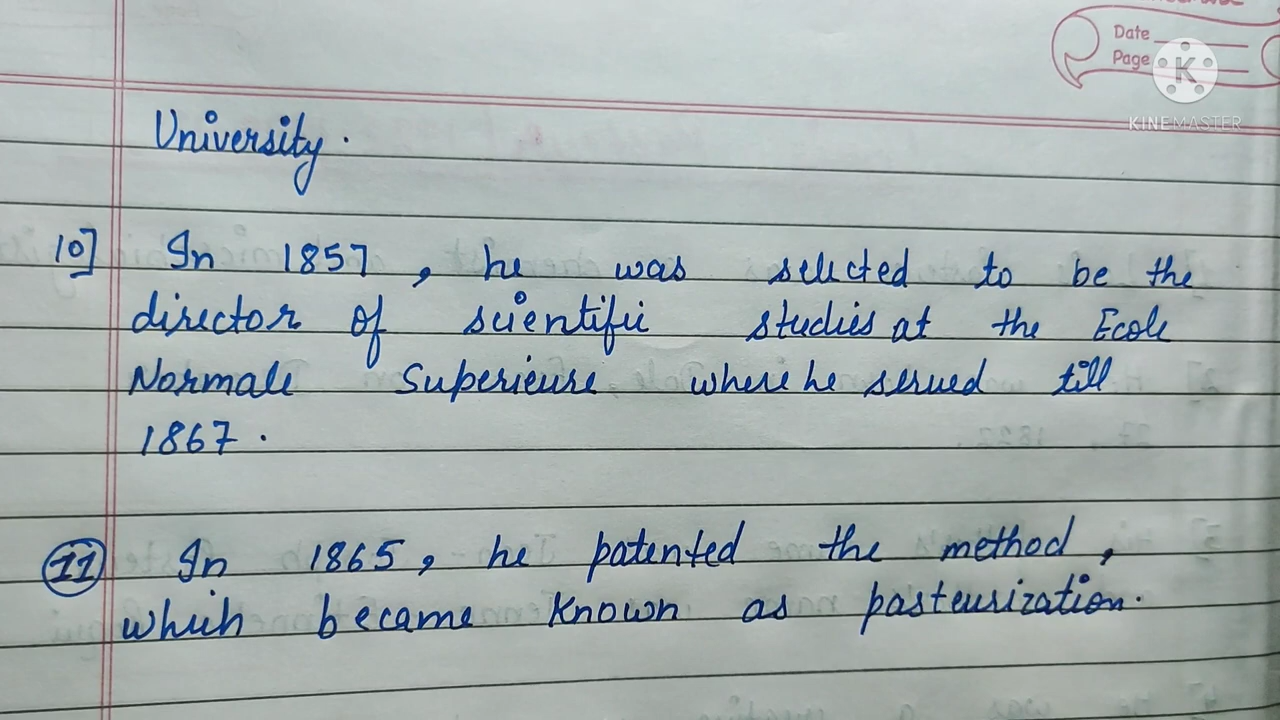 Date
Page
KINEMASTER
University.
10] In 1857, he was selected to be the
director of scientific studies at the Ecole
Normale Superieure where he served till
1867.
11 In 1865, he patented the method,
which became known as pasteurization.